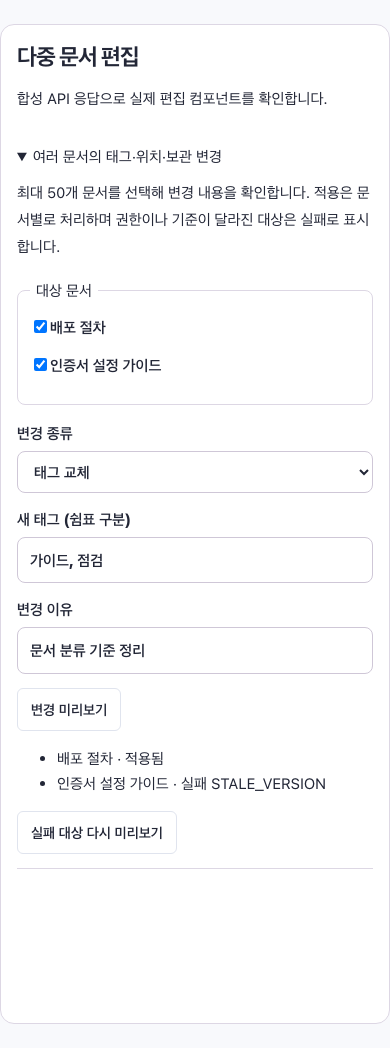 다중 문서 편집
합성 API 응답으로 실제 편집 컴포넌트를 확인합니다.
▼ 여러 문서의 태그·위치·보관 변경
최대 50개 문서를 선택해 변경 내용을 확인합니다. 적용은 문
서별로 처리하며 권한이나 기준이 달라진 대상은 실패로 표시
합니다.
대상 문서
배포 절차
인증서 설정 가이드
변경 종류
태그 교체
새 태그 (쉼표 구분)
가이드, 점검
변경 이유
문서 분류 기준 정리
변경 미리보기
• 배포 절차 · 적용됨
• 인증서 설정 가이드 · 실패 STALE_VERSION
실패 대상 다시 미리보기